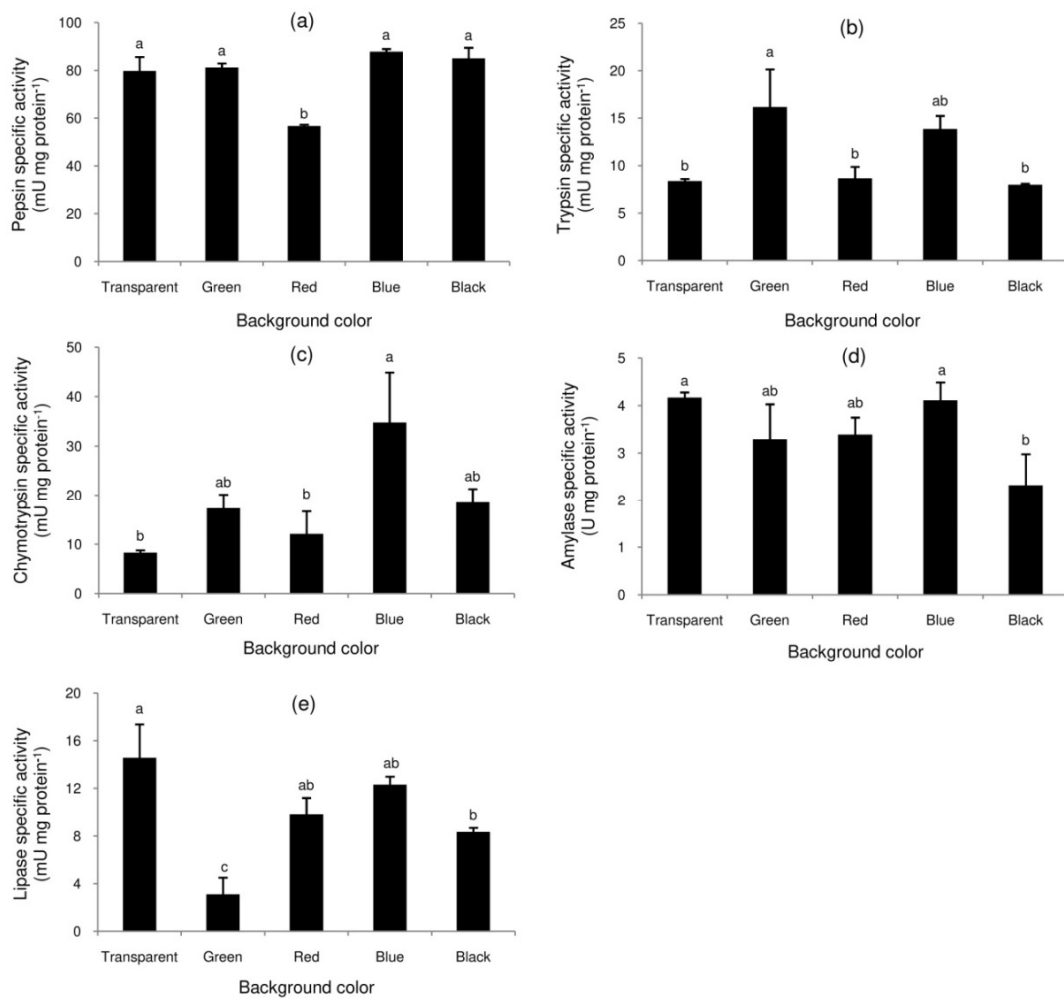 (a)
Pepsin specific activity
(mU mg protein⁻¹)
100
80
60
40
20
0
a
a
b
a
a
Transparent Green Red Blue Black
Background color
(b)
Trypsin specific activity
(mU mg protein⁻¹)
25
20
15
10
5
0
b
a
b
ab
b
Transparent Green Red Blue Black
Background color
(c)
Chymotrypsin specific activity
(mU mg protein⁻¹)
50
40
30
20
10
0
b
ab
b
a
ab
Transparent Green Red Blue Black
Background color
(d)
Amylase specific activity
(U mg protein⁻¹)
5
4
3
2
1
0
a
ab
ab
a
b
Transparent Green Red Blue Black
Background color
(e)
Lipase specific activity
(mU mg protein⁻¹)
20
16
12
8
4
0
a
c
ab
ab
b
Transparent Green Red Blue Black
Background color